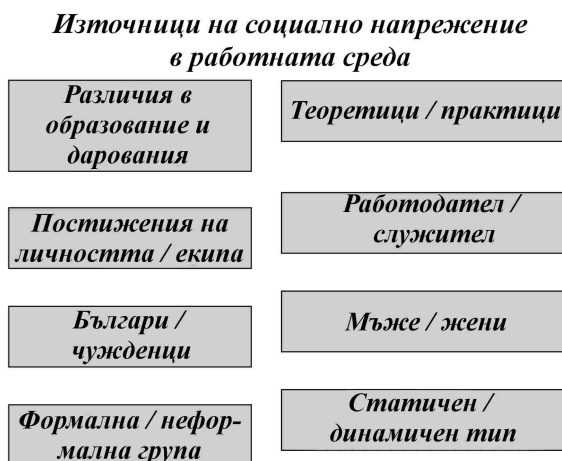 Източници на социално напрежение
в работната среда
Различия в
образование и
дарования
Теоретици / практици
Постижения на
личността / екипа
Работодател /
служител
Българи /
чужденци
Мъже / жени
Формална / нефор-
мална група
Статичен /
динамичен тип